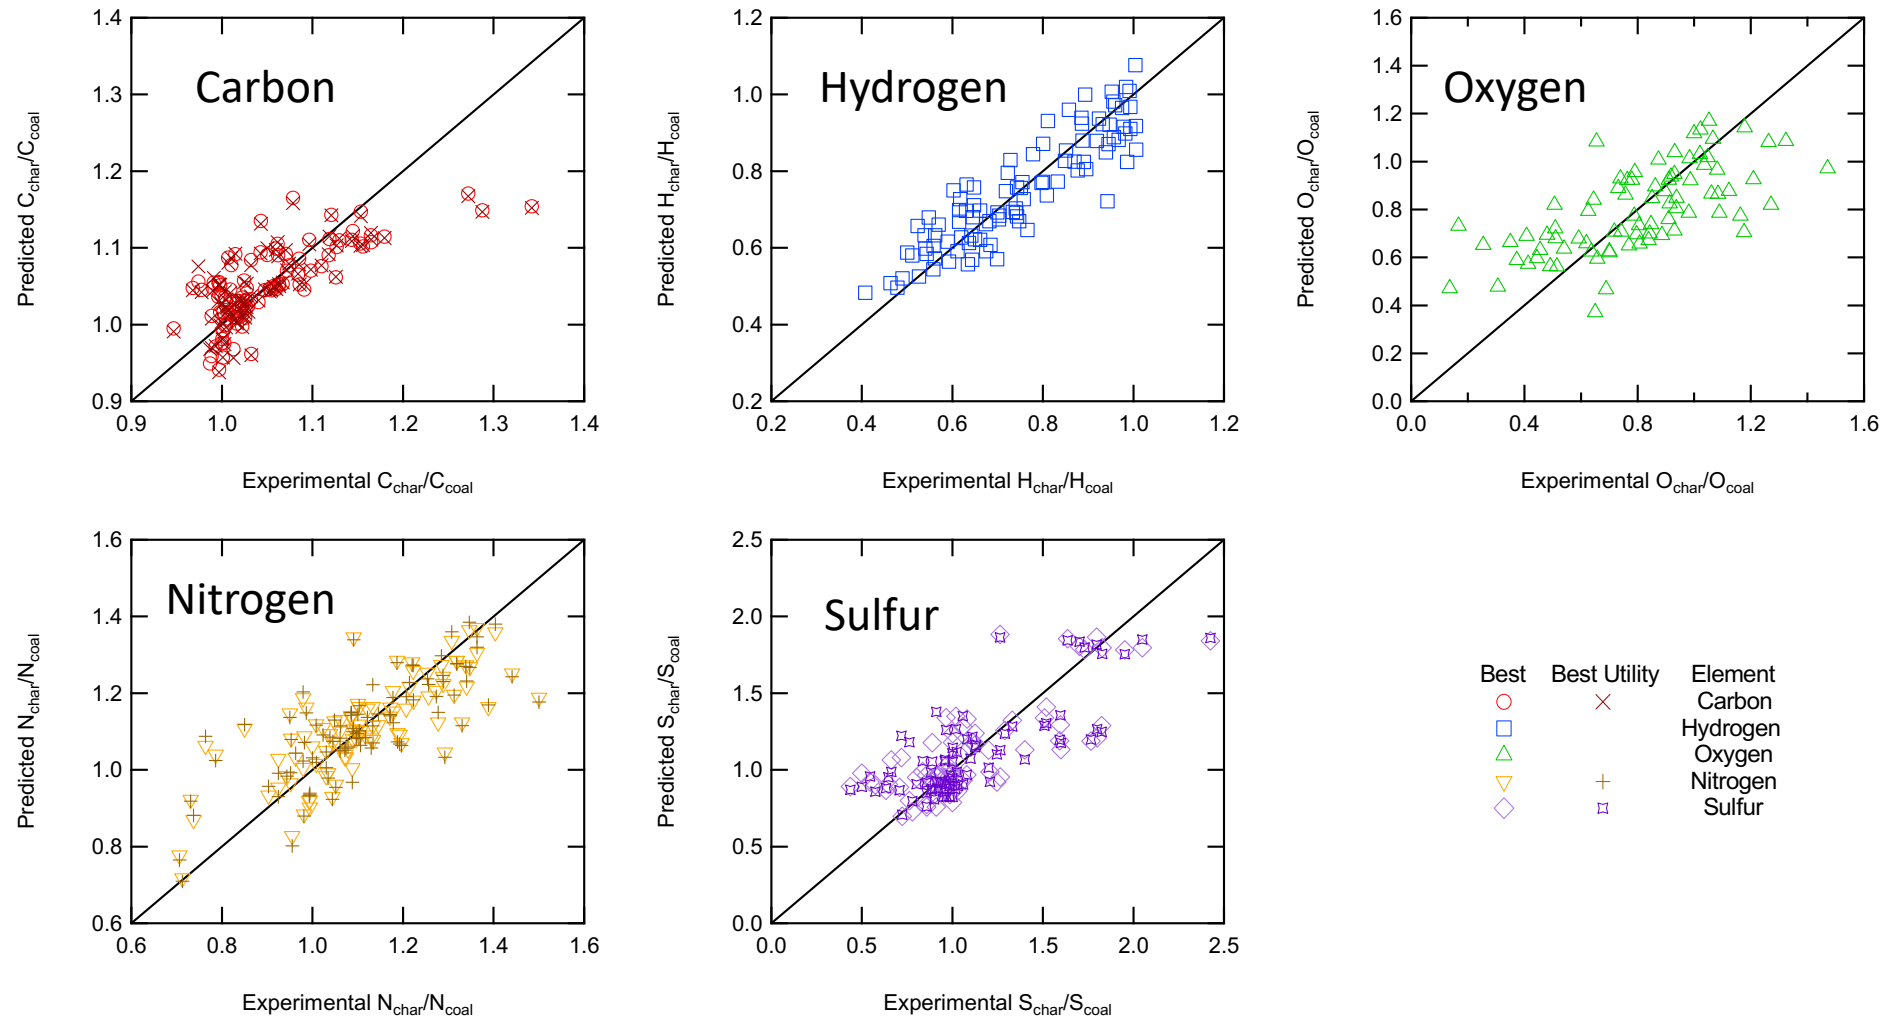 Carbon
1.4
1.3
1.2
1.1
1.0
0.9
0.9 1.0 1.1 1.2 1.3 1.4
Predicted Cchar/Ccoal
Experimental Cchar/Ccoal
Hydrogen
1.2
1.0
0.8
0.6
0.4
0.2
0.2 0.4 0.6 0.8 1.0 1.2
Predicted Hchar/Hcoal
Experimental Hchar/Hcoal
Oxygen
1.6
1.4
1.2
1.0
0.8
0.6
0.4
0.2
0.0
0.0 0.4 0.8 1.2 1.6
Predicted Ochar/Ocoal
Experimental Ochar/Ocoal
Nitrogen
1.6
1.4
1.2
1.0
0.8
0.6
0.6 0.8 1.0 1.2 1.4 1.6
Predicted Nchar/Ncoal
Experimental Nchar/Ncoal
Sulfur
2.5
2.0
1.5
1.0
0.5
0.0
0.0 0.5 1.0 1.5 2.0 2.5
Predicted Schar/Scoal
Experimental Schar/Scoal
Best Best Utility Element
Carbon
Hydrogen
Oxygen
Nitrogen
Sulfur